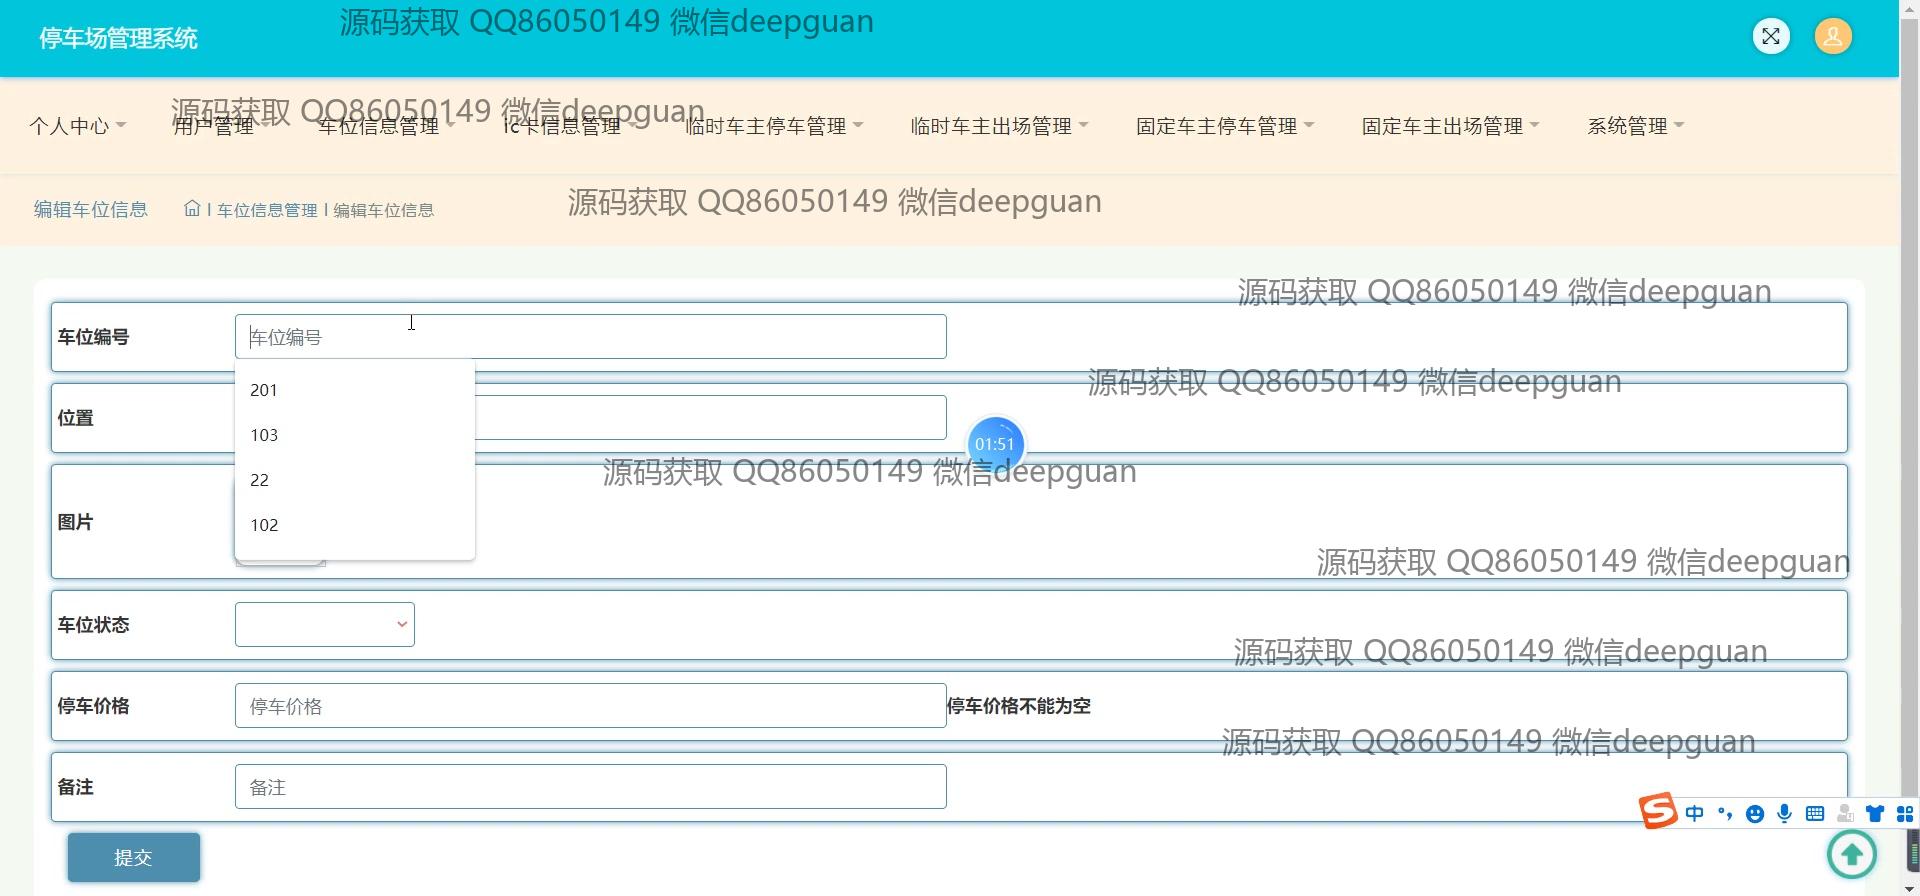 停车场管理系统
源码获取 QQ86050149 微信deepguan
源码获取 QQ86050149 微信deepguan
个人中心 用户管理 车位信息管理 ic卡信息管理 临时车主停车管理 临时车主出场管理 固定车主停车管理 固定车主出场管理 系统管理
编辑车位信息 | 车位信息管理 | 编辑车位信息
源码获取 QQ86050149 微信deepguan
源码获取 QQ86050149 微信deepguan
车位编号 车位编号
201
源码获取 QQ86050149 微信deepguan
位置
103
01:51
源码获取 QQ86050149 微信deepguan
22
图片
102
源码获取 QQ86050149 微信deepguan
车位状态
源码获取 QQ86050149 微信deepguan
停车价格 停车价格 停车价格不能为空
源码获取 QQ86050149 微信deepguan
备注 备注
中
提交